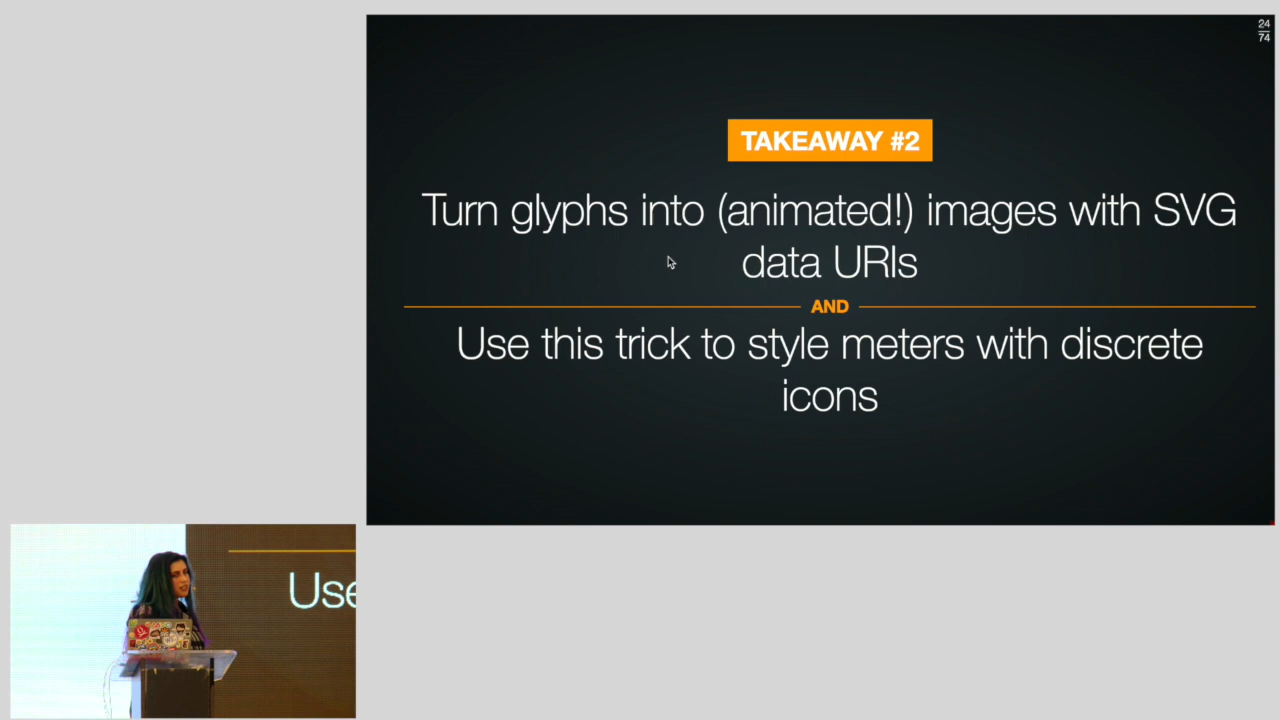 24
74
TAKEAWAY #2
Turn glyphs into (animated!) images with SVG
data URIs
AND
Use this trick to style meters with discrete
icons
Use